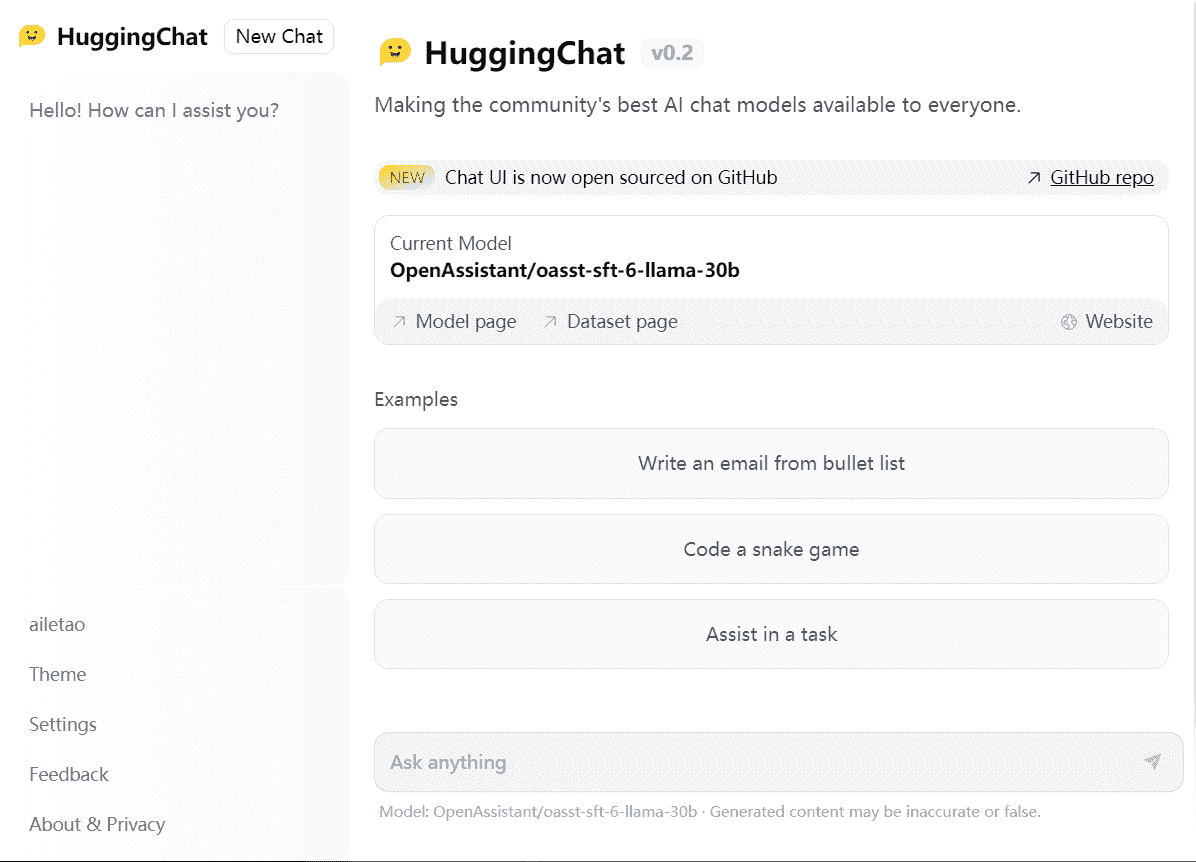 HuggingChat New Chat
Hello! How can I assist you?
ailetao
Theme
Settings
Feedback
About & Privacy
HuggingChat v0.2
Making the community's best AI chat models available to everyone.
NEW Chat UI is now open sourced on GitHub GitHub repo
Current Model
OpenAssistant/oasst-sft-6-llama-30b
Model page Dataset page Website
Examples
Write an email from bullet list
Code a snake game
Assist in a task
Ask anything
Model: OpenAssistant/oasst-sft-6-llama-30b · Generated content may be inaccurate or false.